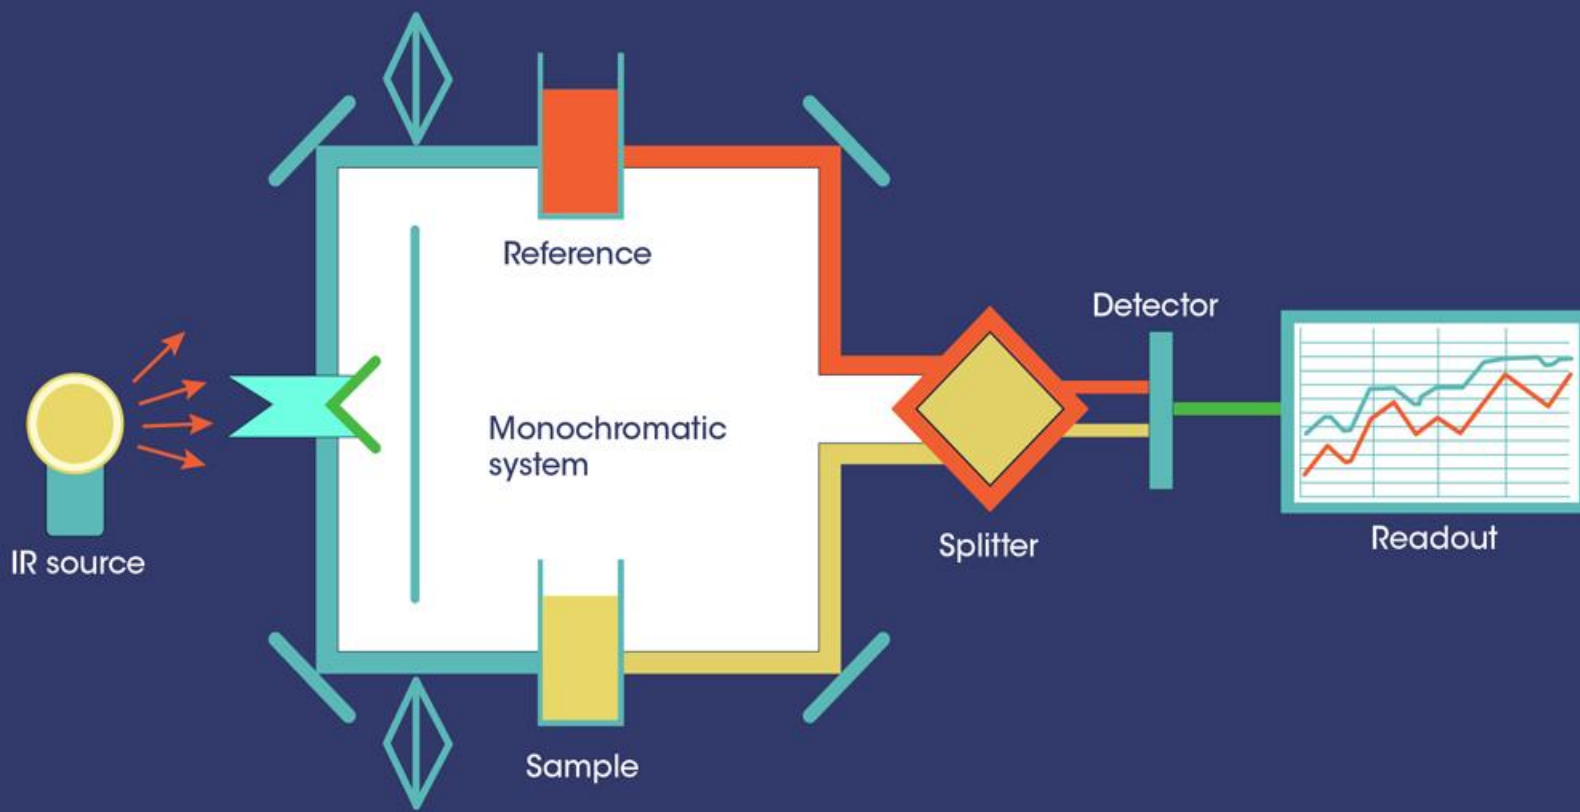 Reference
Detector
Monochromatic
system
IR source
Splitter
Readout
Sample